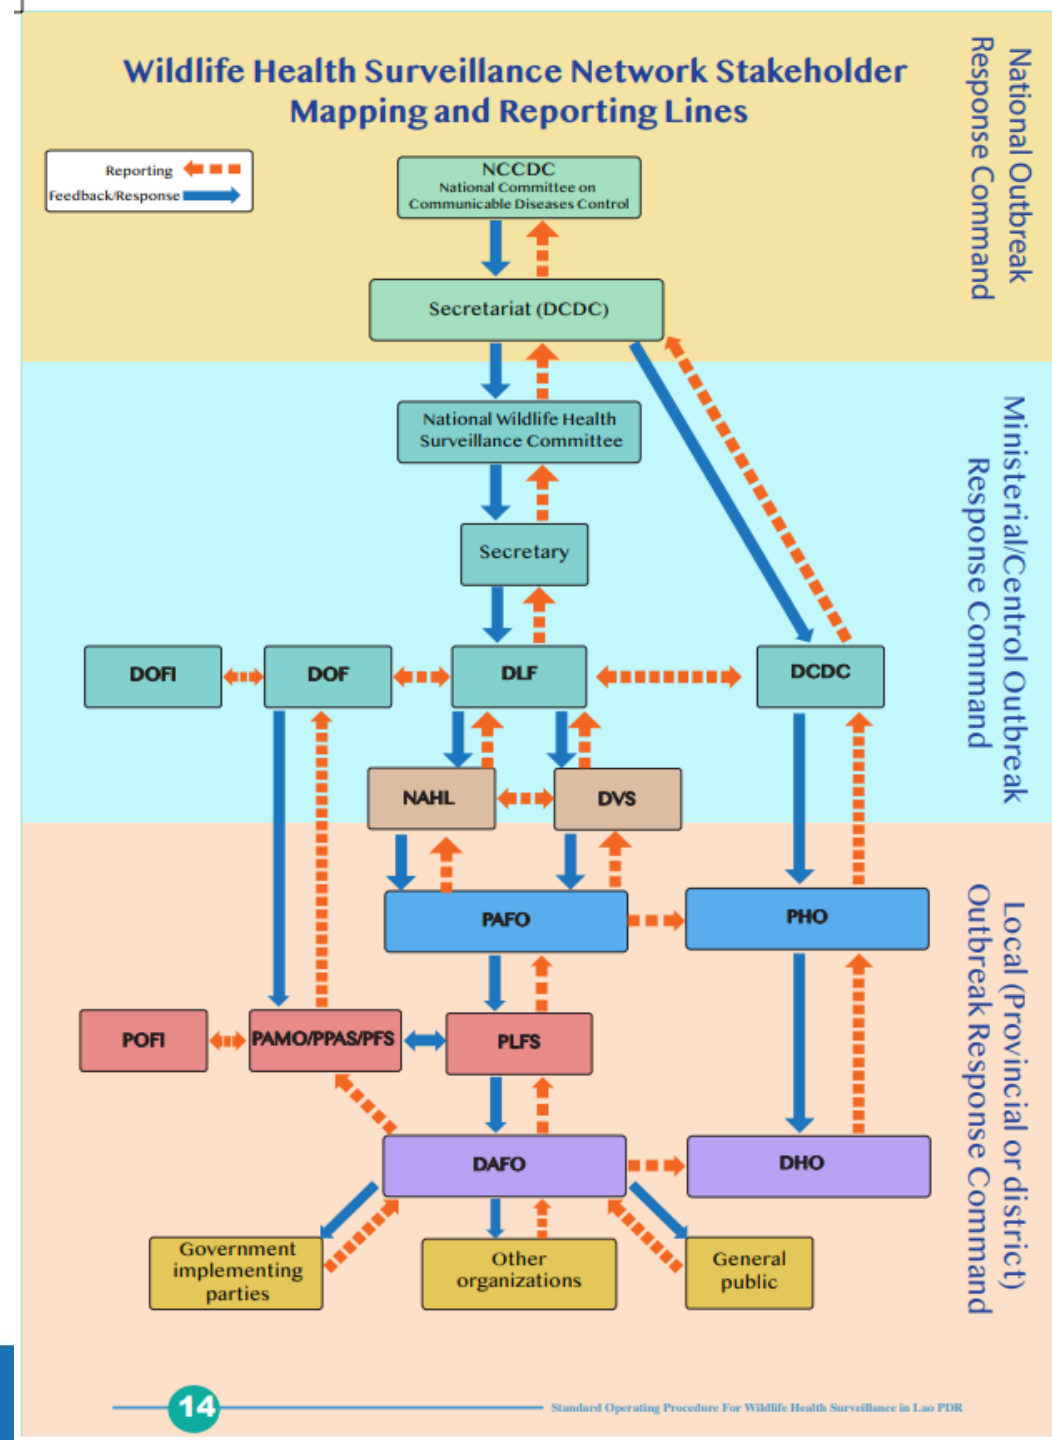 Wildlife Health Surveillance Network Stakeholder
Mapping and Reporting Lines
National Outbreak
Response Command
Reporting
Feedback/Response
NCCDC
National Committee on
Communicable Diseases Control
Secretariat (DCDC)
Ministerial/Central Outbreak
Response Command
National Wildlife Health
Surveillance Committee
Secretary
DOFI
DOF
DLF
DCDC
NAHL
DVS
Local (Provincial or district)
Outbreak Response Command
PAFO
PHO
POFI
PAMO/PPAS/PFS
PLFS
DAFO
DHO
Government
implementing
parties
Other
organizations
General
public
14
Standard Operating Procedure For Wildlife Health Surveillance in Lao PDR